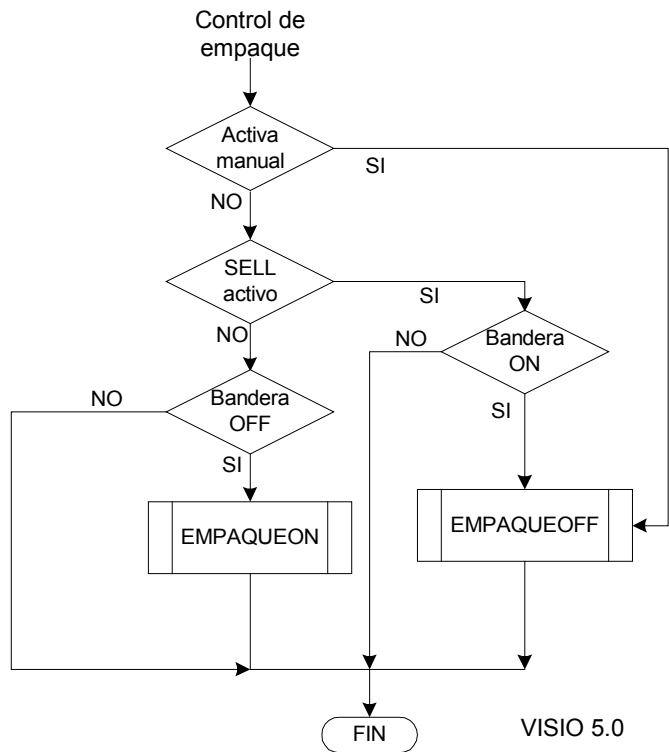 Control de
empaque
Activa
manual
SI
NO
SELL
activo
SI
NO
NO
Bandera
ON
NO
Bandera
OFF
SI
SI
EMPAQUEON
EMPAQUEOFF
FIN
VISIO 5.0